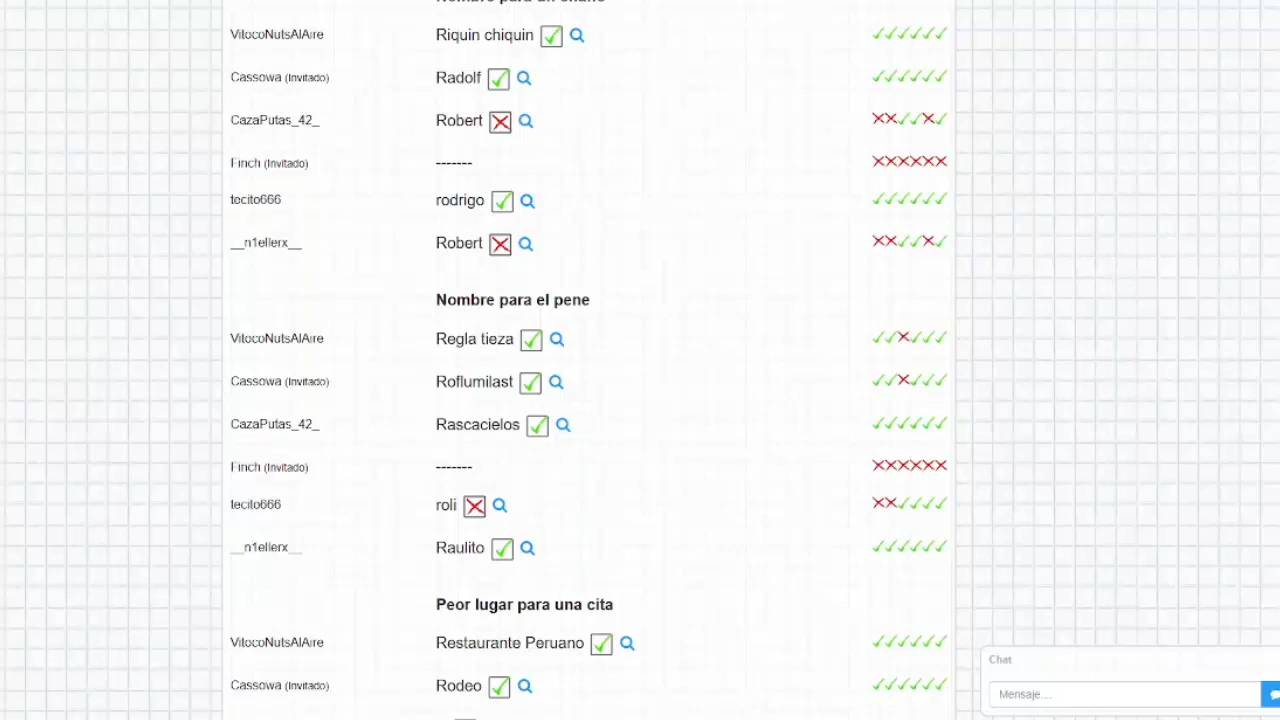 VitocoNutsAlAire Riquin chiquin
Cassowa (Invitado) Radolf
CazaPutas_42_ Robert
Finch (Invitado) -------
tecito666 rodrigo
__n1ellerx__ Robert
Nombre para el pene
VitocoNutsAlAire Regla tieza
Cassowa (Invitado) Roflumilast
CazaPutas_42_ Rascacielos
Finch (Invitado) -------
tecito666 roli
__n1ellerx__ Raulito
Peor lugar para una cita
VitocoNutsAlAire Restaurante Peruano
Chat
Cassowa (Invitado) Rodeo
Mensaje...